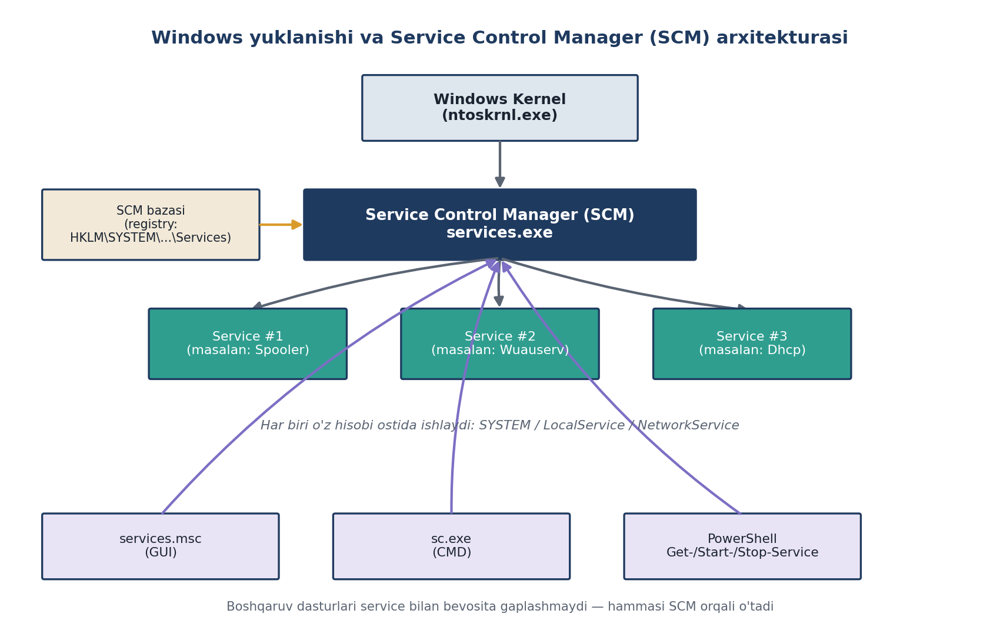 Windows yuklanishi va Service Control Manager (SCM) arxitekturasi
Windows Kernel
(ntoskrnl.exe)
SCM bazasi
(registry:
HKLM\SYSTEM\...\Services)
Service Control Manager (SCM)
services.exe
Service #1
(masalan: Spooler)
Service #2
(masalan: Wuauserv)
Service #3
(masalan: Dhcp)
Har biri o'z hisobi ostida ishlaydi: SYSTEM / LocalService / NetworkService
services.msc
(GUI)
sc.exe
(CMD)
PowerShell
Get-/Start-/Stop-Service
Boshqaruv dasturlari service bilan bevosita gaplashmaydi — hammasi SCM orqali o'tadi